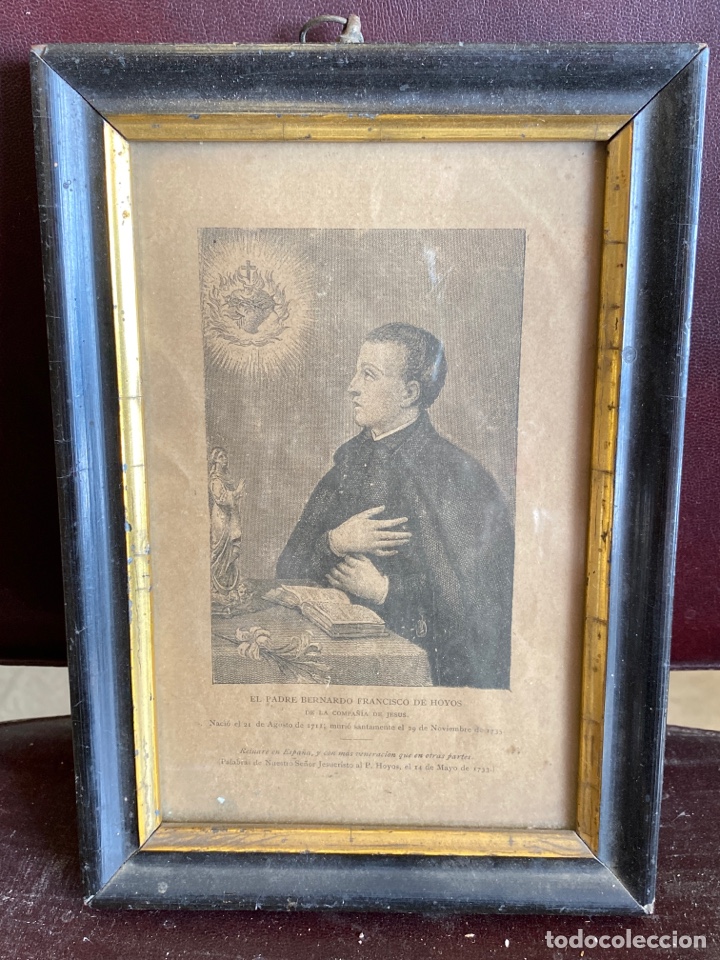 EL PADRE BERNARDO FRANCISCO DE HOYOS
DE LA COMPAÑÍA DE JESUS.
Nació el 21 de Agosto de 1711, murió santamente el 29 de Noviembre de 1735
Reinaré en España, y con más veneración que en otras partes.
(Palabras de Nuestro Señor Jesucristo al P. Hoyos, el 14 de Mayo de 1733.)
todocoleccion